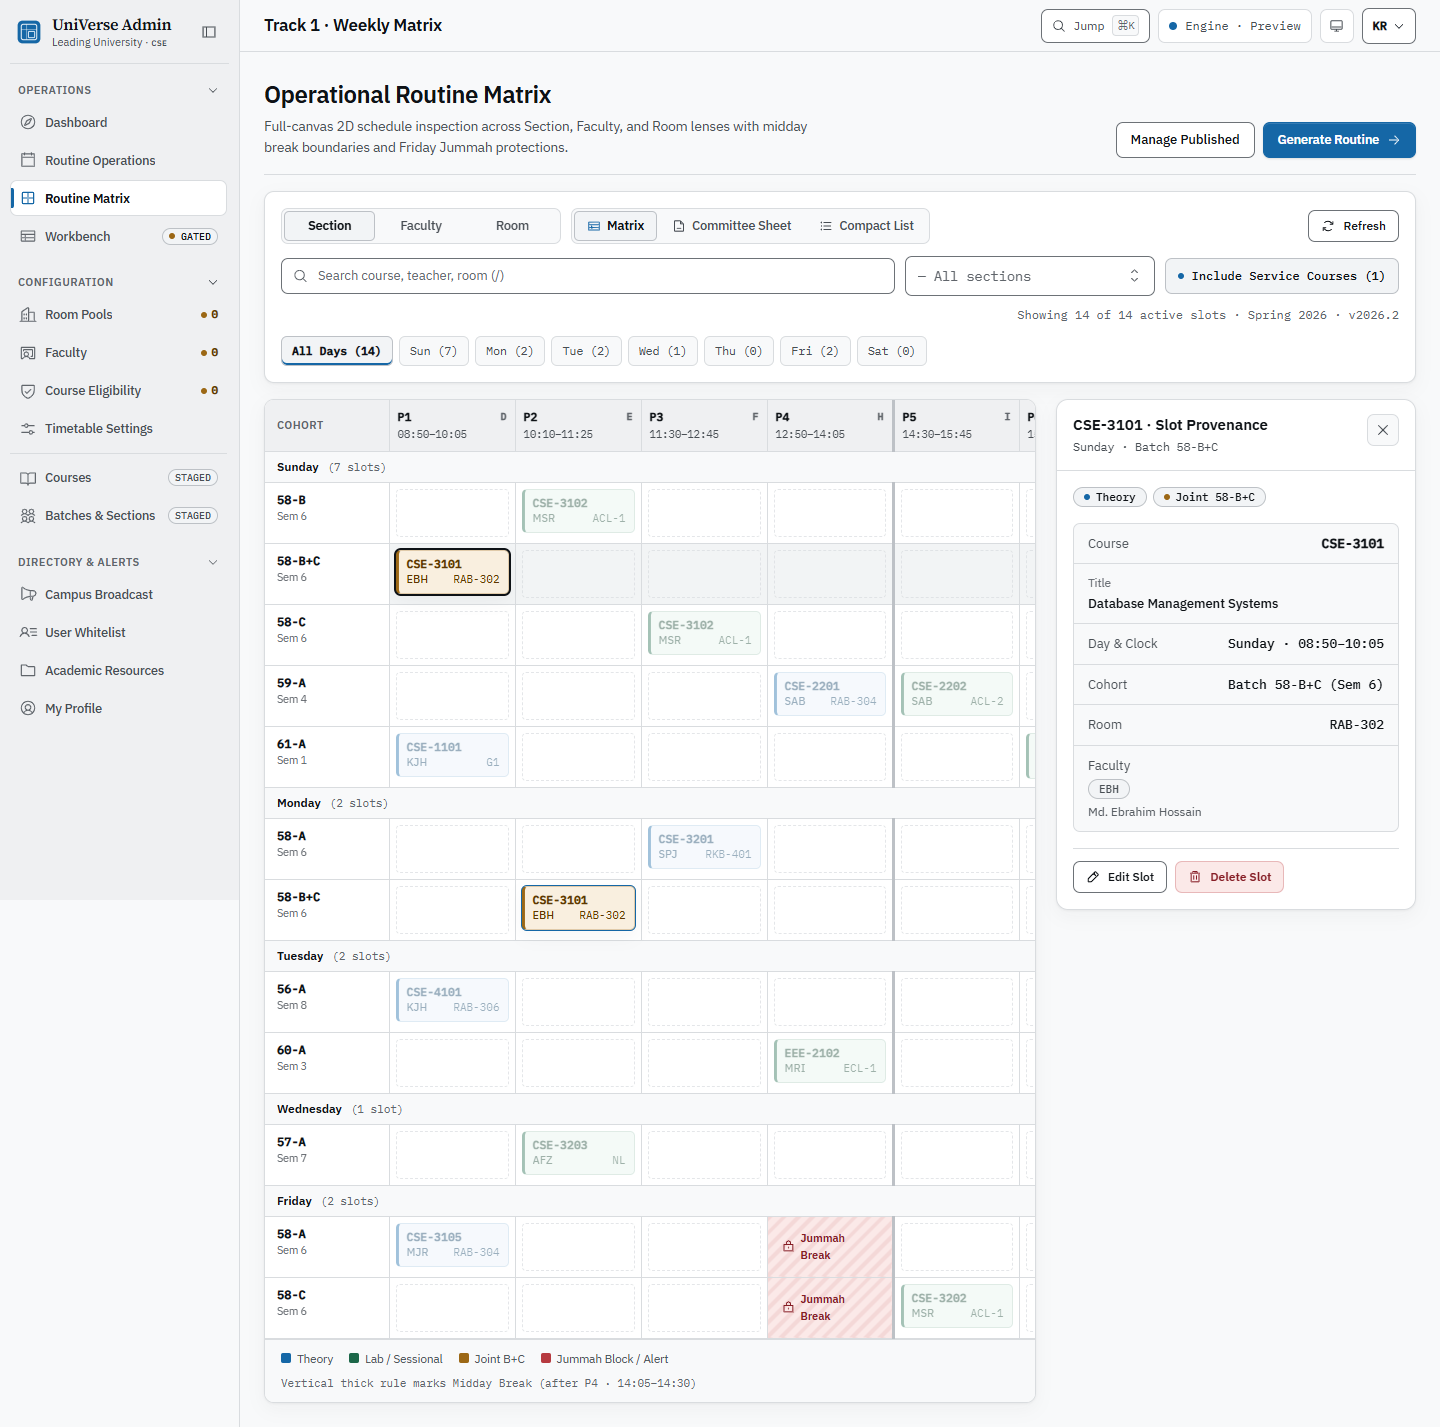 UniVerse Admin
Leading University · CSE
OPERATIONS
Dashboard
Routine Operations
Routine Matrix
Workbench GATED
CONFIGURATION
Room Pools 0
Faculty 0
Course Eligibility 0
Timetable Settings
Courses STAGED
Batches & Sections STAGED
DIRECTORY & ALERTS
Campus Broadcast
User Whitelist
Academic Resources
My Profile
Track 1 · Weekly Matrix
Jump ⌘K
Engine · Preview
KR
Operational Routine Matrix
Full-canvas 2D schedule inspection across Section, Faculty, and Room lenses with midday
break boundaries and Friday Jummah protections.
Manage Published
Generate Routine →
Section Faculty Room
Matrix Committee Sheet Compact List
Refresh
Search course, teacher, room (/)
— All sections
Include Service Courses (1)
Showing 14 of 14 active slots · Spring 2026 · v2026.2
All Days (14) Sun (7) Mon (2) Tue (2) Wed (1) Thu (0) Fri (2) Sat (0)
COHORT
P1 D
08:50–10:05
P2 E
10:10–11:25
P3 F
11:30–12:45
P4 H
12:50–14:05
P5 I
14:30–15:45
Sunday (7 slots)
58-B
Sem 6
CSE-3102
MSR ACL-1
58-B+C
Sem 6
CSE-3101
EBH RAB-302
58-C
Sem 6
CSE-3102
MSR ACL-1
59-A
Sem 4
CSE-2201
SAB RAB-304
CSE-2202
SAB ACL-2
61-A
Sem 1
CSE-1101
KJH G1
Monday (2 slots)
58-A
Sem 6
CSE-3201
SPJ RKB-401
58-B+C
Sem 6
CSE-3101
EBH RAB-302
Tuesday (2 slots)
56-A
Sem 8
CSE-4101
KJH RAB-306
60-A
Sem 3
EEE-2102
MRI ECL-1
Wednesday (1 slot)
57-A
Sem 7
CSE-3203
AFZ NL
Friday (2 slots)
58-A
Sem 6
CSE-3105
MJR RAB-304
Jummah
Break
58-C
Sem 6
Jummah
Break
CSE-3202
MSR ACL-1
Theory Lab / Sessional Joint B+C Jummah Block / Alert
Vertical thick rule marks Midday Break (after P4 · 14:05–14:30)
CSE-3101 · Slot Provenance
Sunday · Batch 58-B+C
Theory Joint 58-B+C
Course CSE-3101
Title
Database Management Systems
Day & Clock Sunday · 08:50–10:05
Cohort Batch 58-B+C (Sem 6)
Room RAB-302
Faculty
EBH
Md. Ebrahim Hossain
Edit Slot
Delete Slot